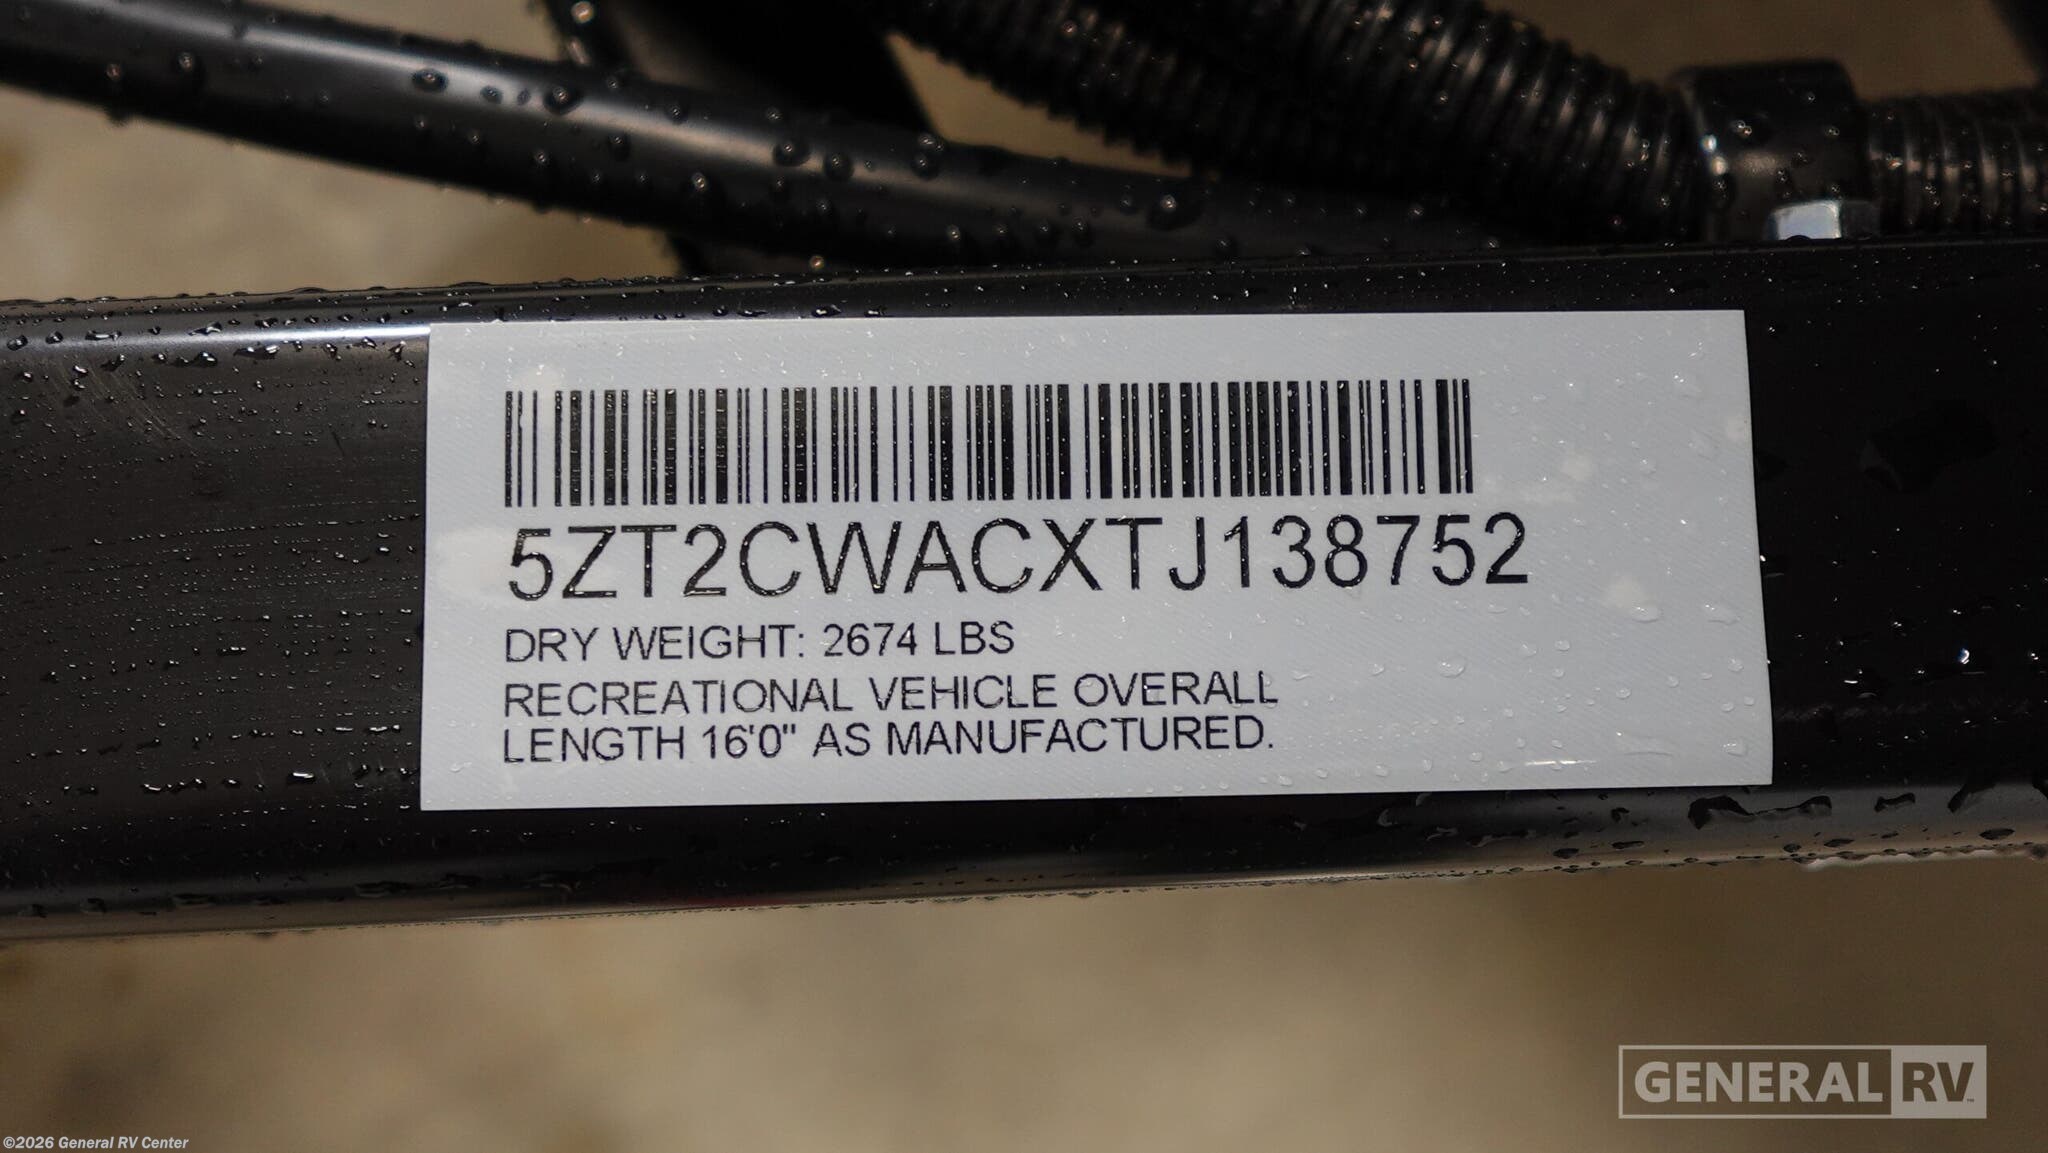 5ZT2CWACXTJ138752
DRY WEIGHT: 2674 LBS
RECREATIONAL VEHICLE OVERALL
LENGTH 16'0" AS MANUFACTURED.
GENERAL RV
©2026 General RV Center